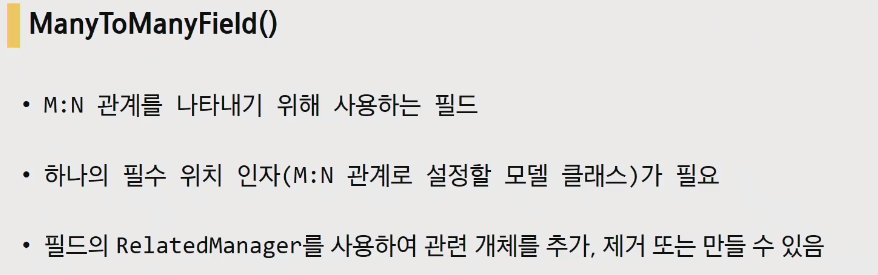 ManyToManyField()
• M:N 관계를 나타내기 위해 사용하는 필드
• 하나의 필수 위치 인자(M:N 관계로 설정할 모델 클래스)가 필요
• 필드의 RelatedManager를 사용하여 관련 개체를 추가, 제거 또는 만들 수 있음